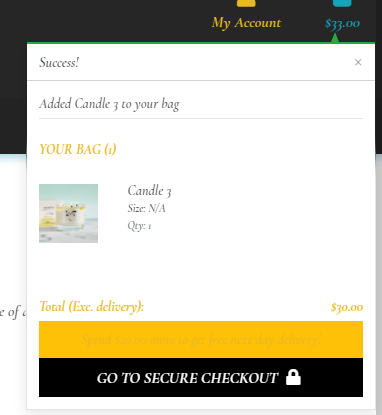 My Account
$33.00
Success!
×
Added Candle 3 to your bag
YOUR BAG (1)
Candle 3
Size: N/A
Qty: 1
e of a
Total (Exc. delivery):
$30.00
Spend $20.00 more to get free next day delivery!
GO TO SECURE CHECKOUT